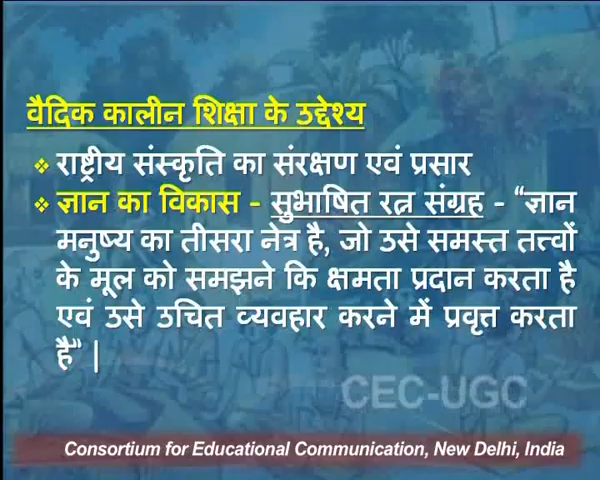 वैदिक कालीन शिक्षा के उद्देश्य
❖ राष्ट्रीय संस्कृति का संरक्षण एवं प्रसार
❖ ज्ञान का विकास - सुभाषित रत्न संग्रह - “ज्ञान
मनुष्य का तीसरा नेत्र है, जो उसे समस्त तत्त्वों
के मूल को समझने कि क्षमता प्रदान करता है
एवं उसे उचित व्यवहार करने में प्रवृत्त करता
है” |
CEC-UGC
Consortium for Educational Communication, New Delhi, India